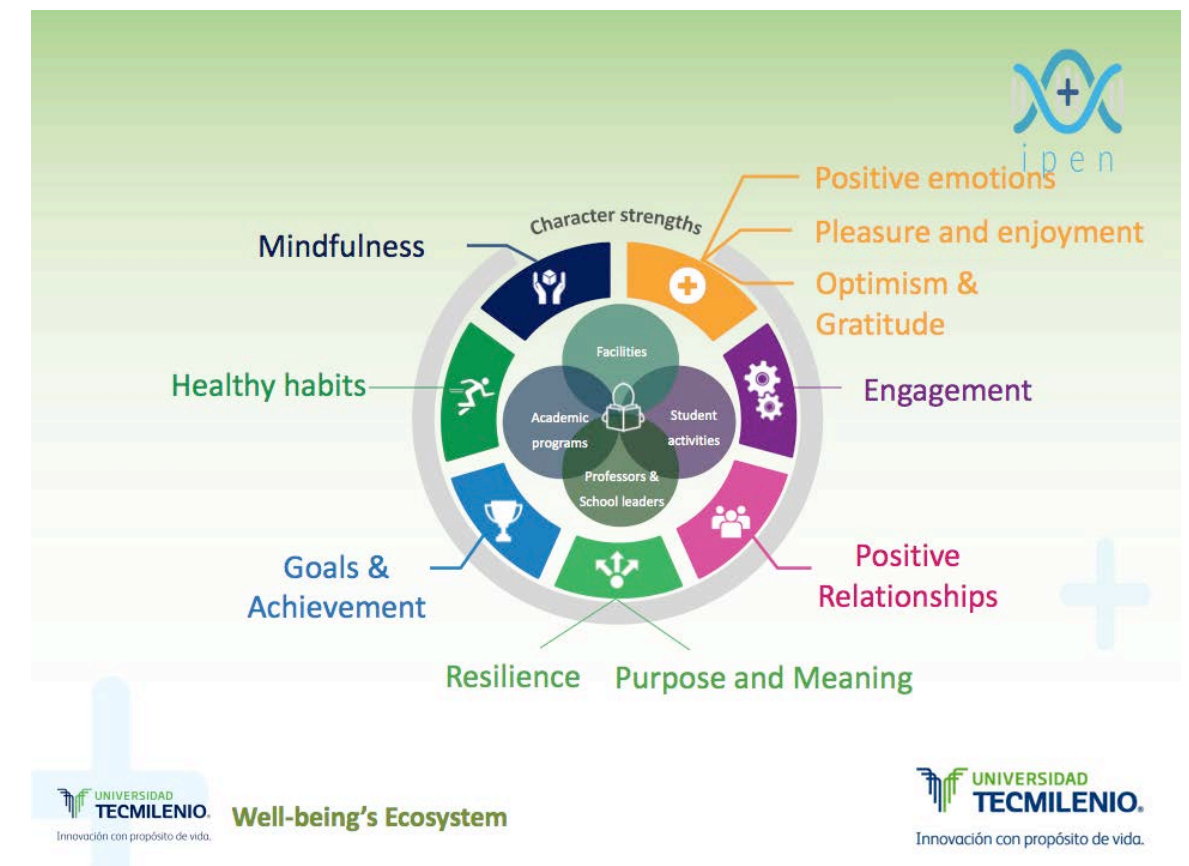 ipen
Positive emotions
Character strengths
Pleasure and enjoyment
Mindfulness
Optimism &
Gratitude
Facilities
Healthy habits
Engagement
Academic
programs
Student
activities
Professors &
School leaders
Goals &
Achievement
Positive
Relationships
Resilience
Purpose and Meaning
UNIVERSIDAD
TECMILENIO.
Innovación con propósito de vida.
Well-being's Ecosystem
UNIVERSIDAD
TECMILENIO®
Innovación con propósito de vida.